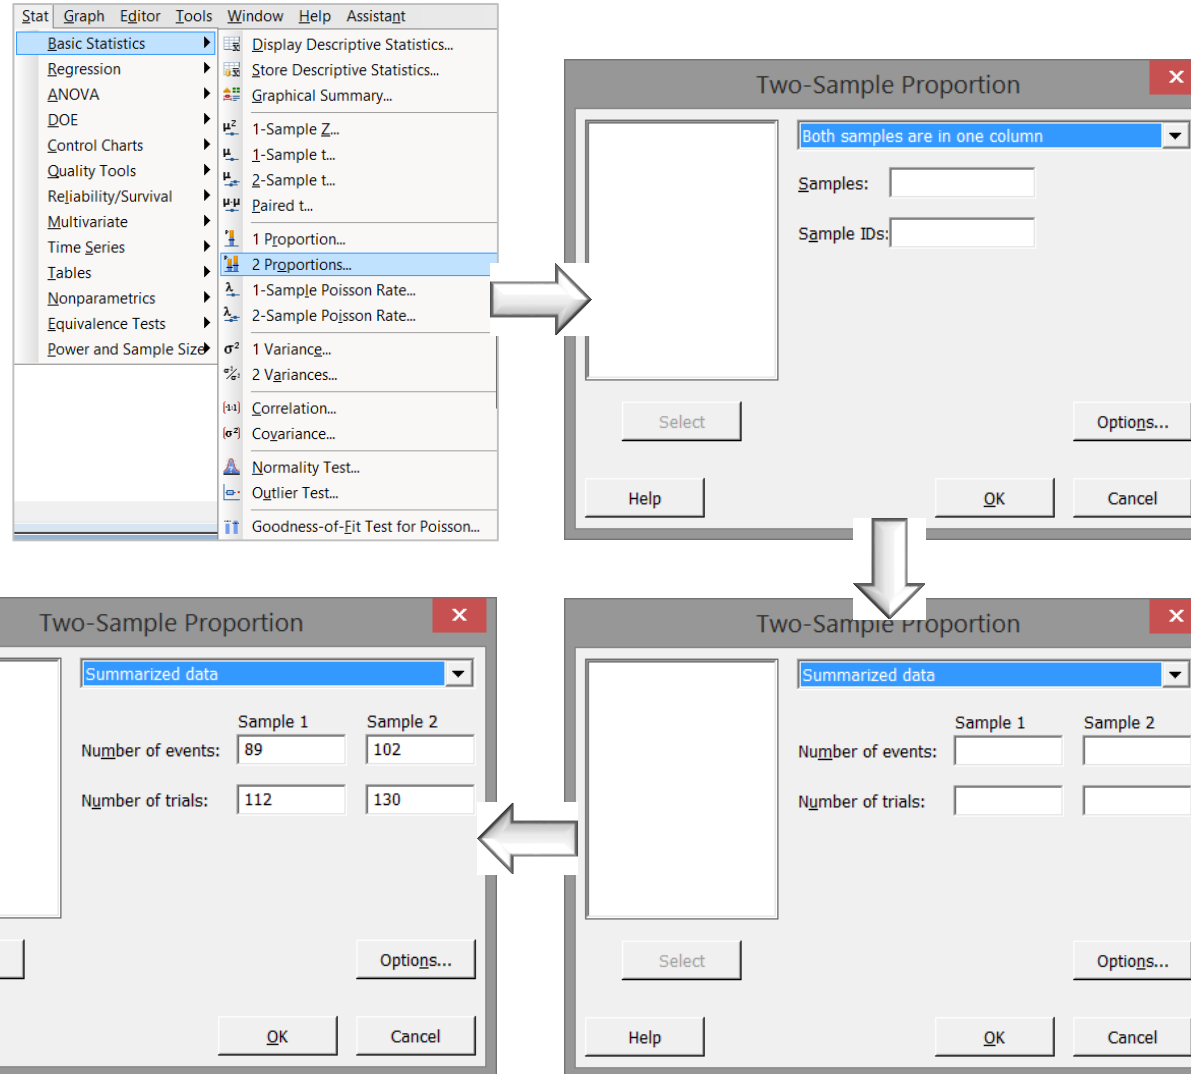 Stat Graph Editor Tools Window Help Assistant
Basic Statistics
Regression
ANOVA
DOE
Control Charts
Quality Tools
Reliability/Survival
Multivariate
Time Series
Tables
Nonparametrics
Equivalence Tests
Power and Sample Size
Display Descriptive Statistics...
Store Descriptive Statistics...
Graphical Summary...
µz 1-Sample Z...
µ 1-Sample t...
µ 2-Sample t...
µ-µ Paired t...
1 Proportion...
2 Proportions...
λ 1-Sample Poisson Rate...
λ 2-Sample Poisson Rate...
σ² 1 Variance...
2 Variances...
Correlation...
(σ²) Covariance...
Normality Test...
Outlier Test...
Goodness-of-Fit Test for Poisson...
Two-Sample Proportion
Both samples are in one column
Samples:
Sample IDs:
Select
Options...
Help OK Cancel
Two-Sample Proportion
Summarized data
Sample 1 Sample 2
Number of events: 89 102
Number of trials: 112 130
Options...
OK Cancel
Two-Sample Proportion
Summarized data
Sample 1 Sample 2
Number of events:
Number of trials:
Select
Options...
Help OK Cancel